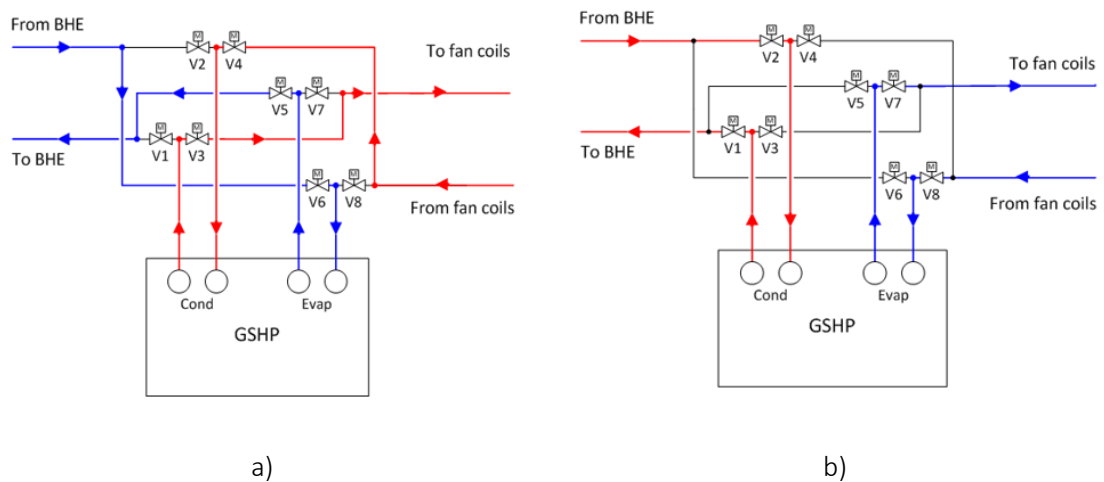 From BHE
M M
V2 V4
To fan coils
M M
V5 V7
M M
V1 V3
To BHE
M M
V6 V8
From fan coils
Cond Evap
GSHP
a)
From BHE
M M
V2 V4
To fan coils
M M
V5 V7
M M
V1 V3
To BHE
M M
V6 V8
From fan coils
Cond Evap
GSHP
b)